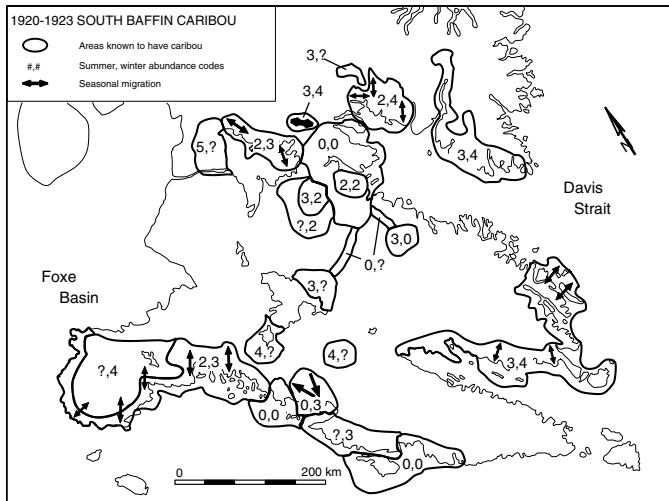 1920-1923 SOUTH BAFFIN CARIBOU
Areas known to have caribou
#,# Summer, winter abundance codes
Seasonal migration
3,?
3,4
2,4
5,?
2,3
0,0
3,4
3,2
2,2
?,2
3,0
0,?
Davis
Strait
Foxe
Basin
3,?
?,4
2,3
4,?
4,?
3,4
0,0
0,3
?,3
0,0
0
200 km
N